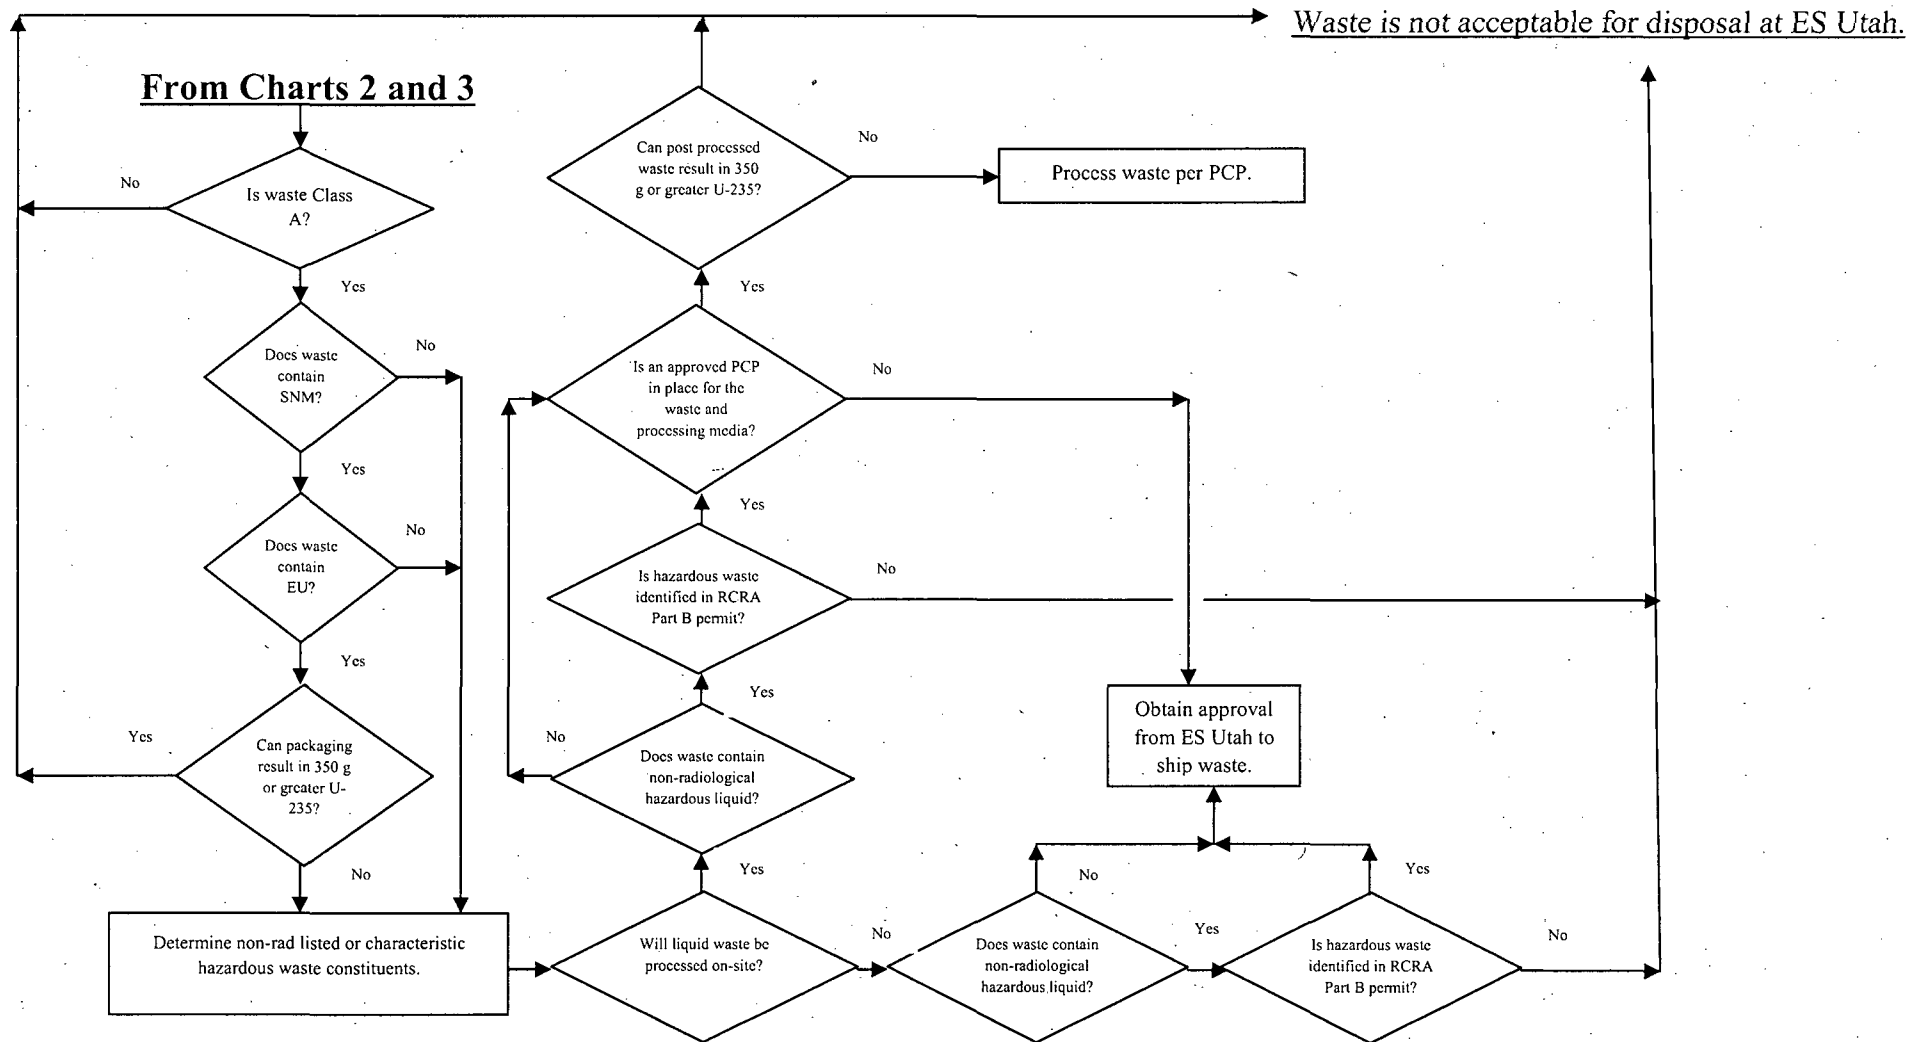 Waste is not acceptable for disposal at ES Utah.
From Charts 2 and 3
Is waste Class
A?
No
Yes
Does waste
contain
SNM?
No
Yes
Does waste
contain
EU?
No
Yes
Can packaging
result in 350 g
or greater U-
235?
Yes
No
Determine non-rad listed or characteristic
hazardous waste constituents.
Will liquid waste be
processed on-site?
Yes
No
Does waste contain
non-radiological
hazardous liquid?
No
Yes
Is hazardous waste
identified in RCRA
Part B permit?
No
Yes
Is an approved PCP
in place for the
waste and
processing media?
No
Yes
Can post processed
waste result in 350
g or greater U-235?
No
Process waste per PCP.
Obtain approval
from ES Utah to
ship waste.
Does waste contain
non-radiological
hazardous liquid?
No
Yes
Is hazardous waste
identified in RCRA
Part B permit?
Yes
No